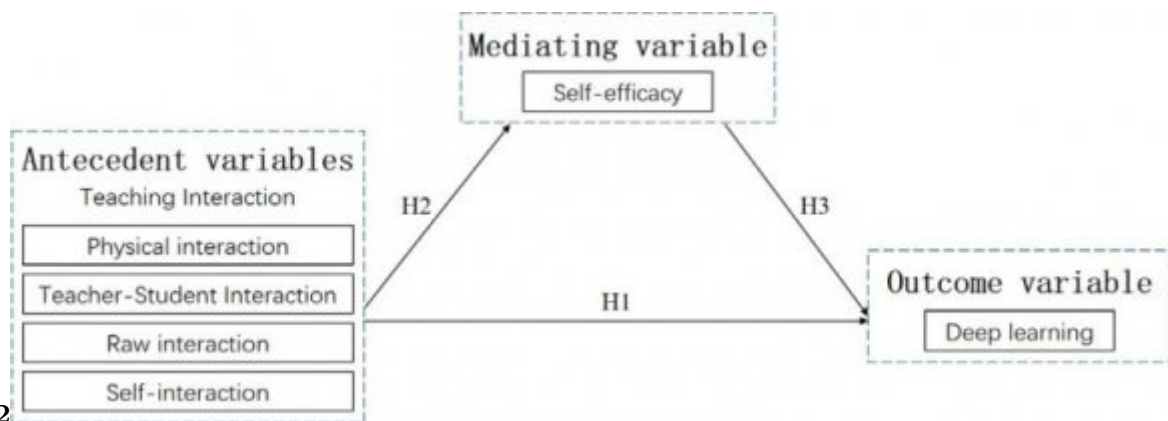 Mediating variable
Self-efficacy
Antecedent variables
Teaching Interaction
Physical interaction
Teacher-Student Interaction
Raw interaction
Self-interaction
H2
H3
H1
Outcome variable
Deep learning
2